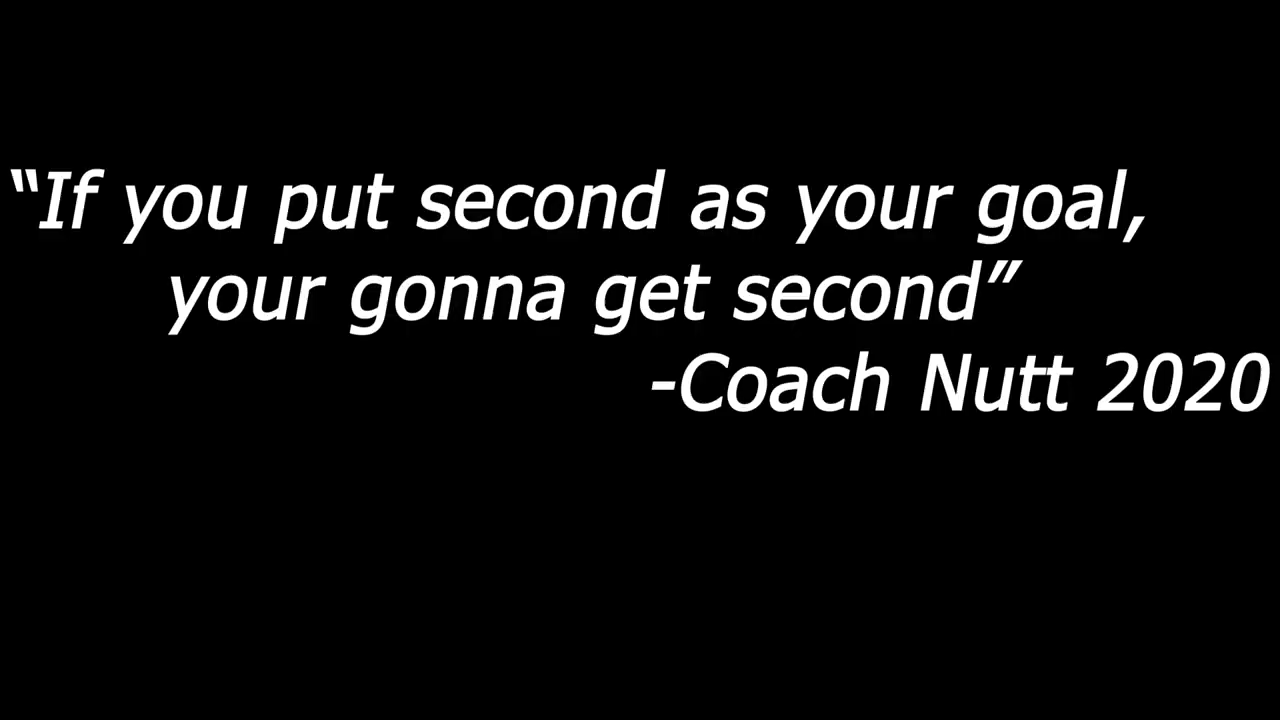 “If you put second as your goal,
your gonna get second”
-Coach Nutt 2020